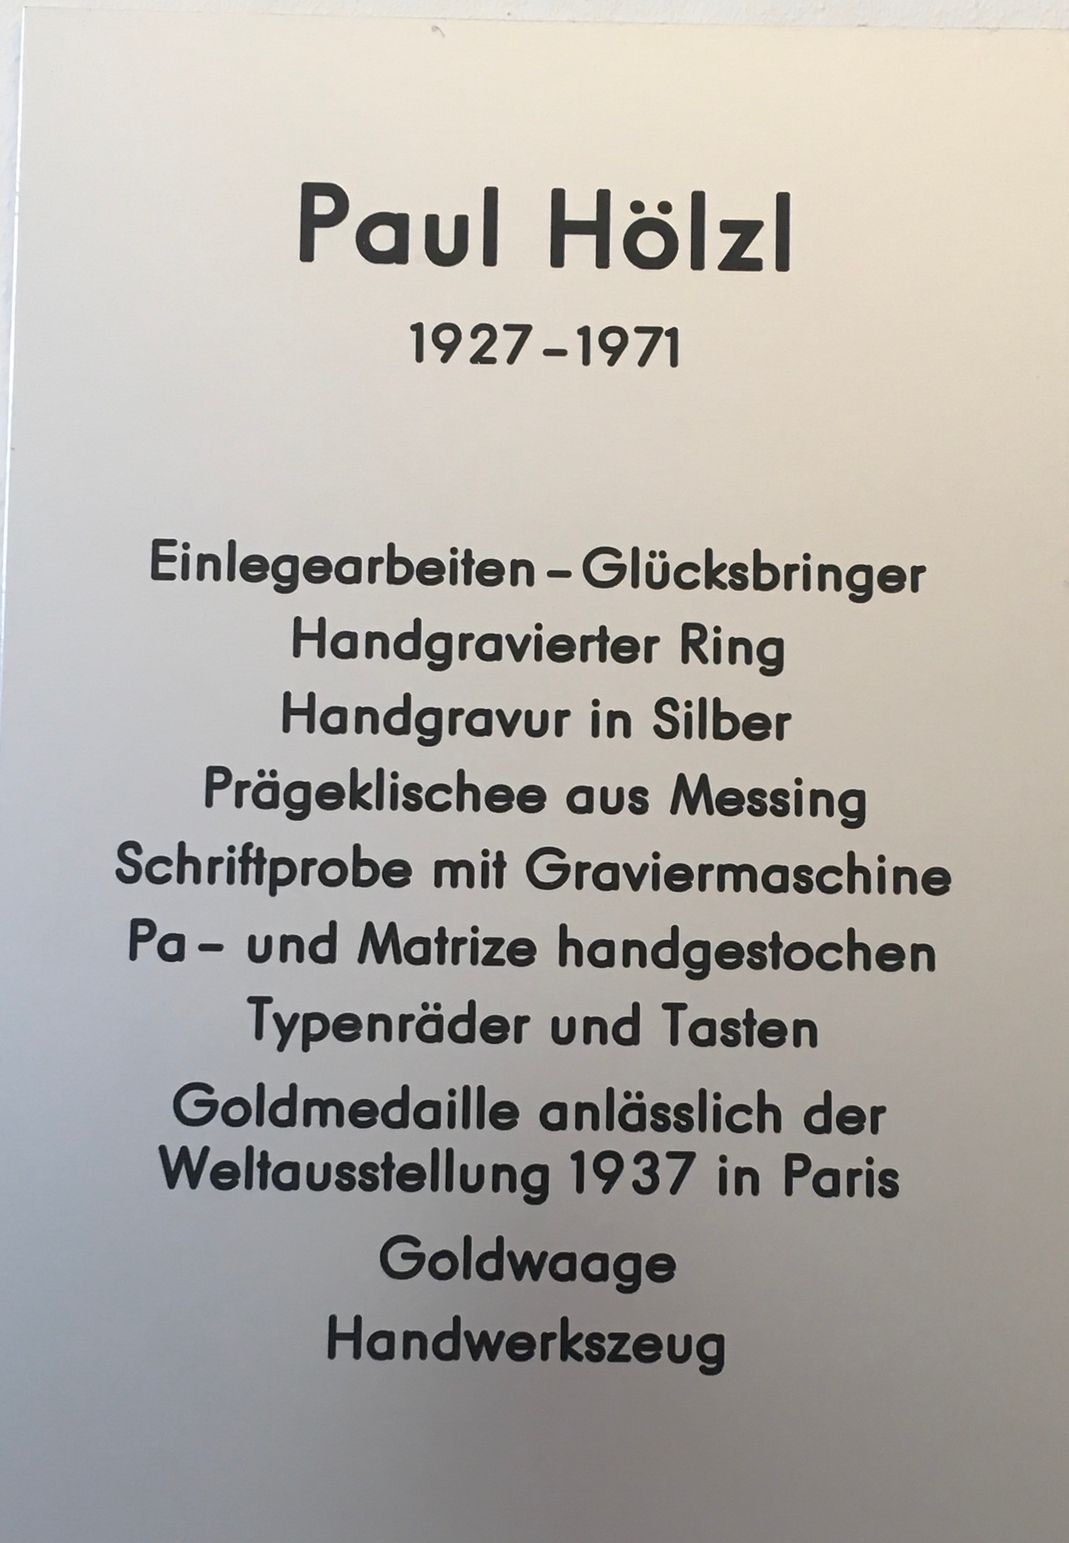 Paul Hölzl
1927-1971
Einlegearbeiten - Glücksbringer
Handgravierter Ring
Handgravur in Silber
Prägeklischee aus Messing
Schriftprobe mit Graviermaschine
Pa- und Matrize handgestochen
Typenräder und Tasten
Goldmedaille anlässlich der
Weltausstellung 1937 in Paris
Goldwaage
Handwerkszeug